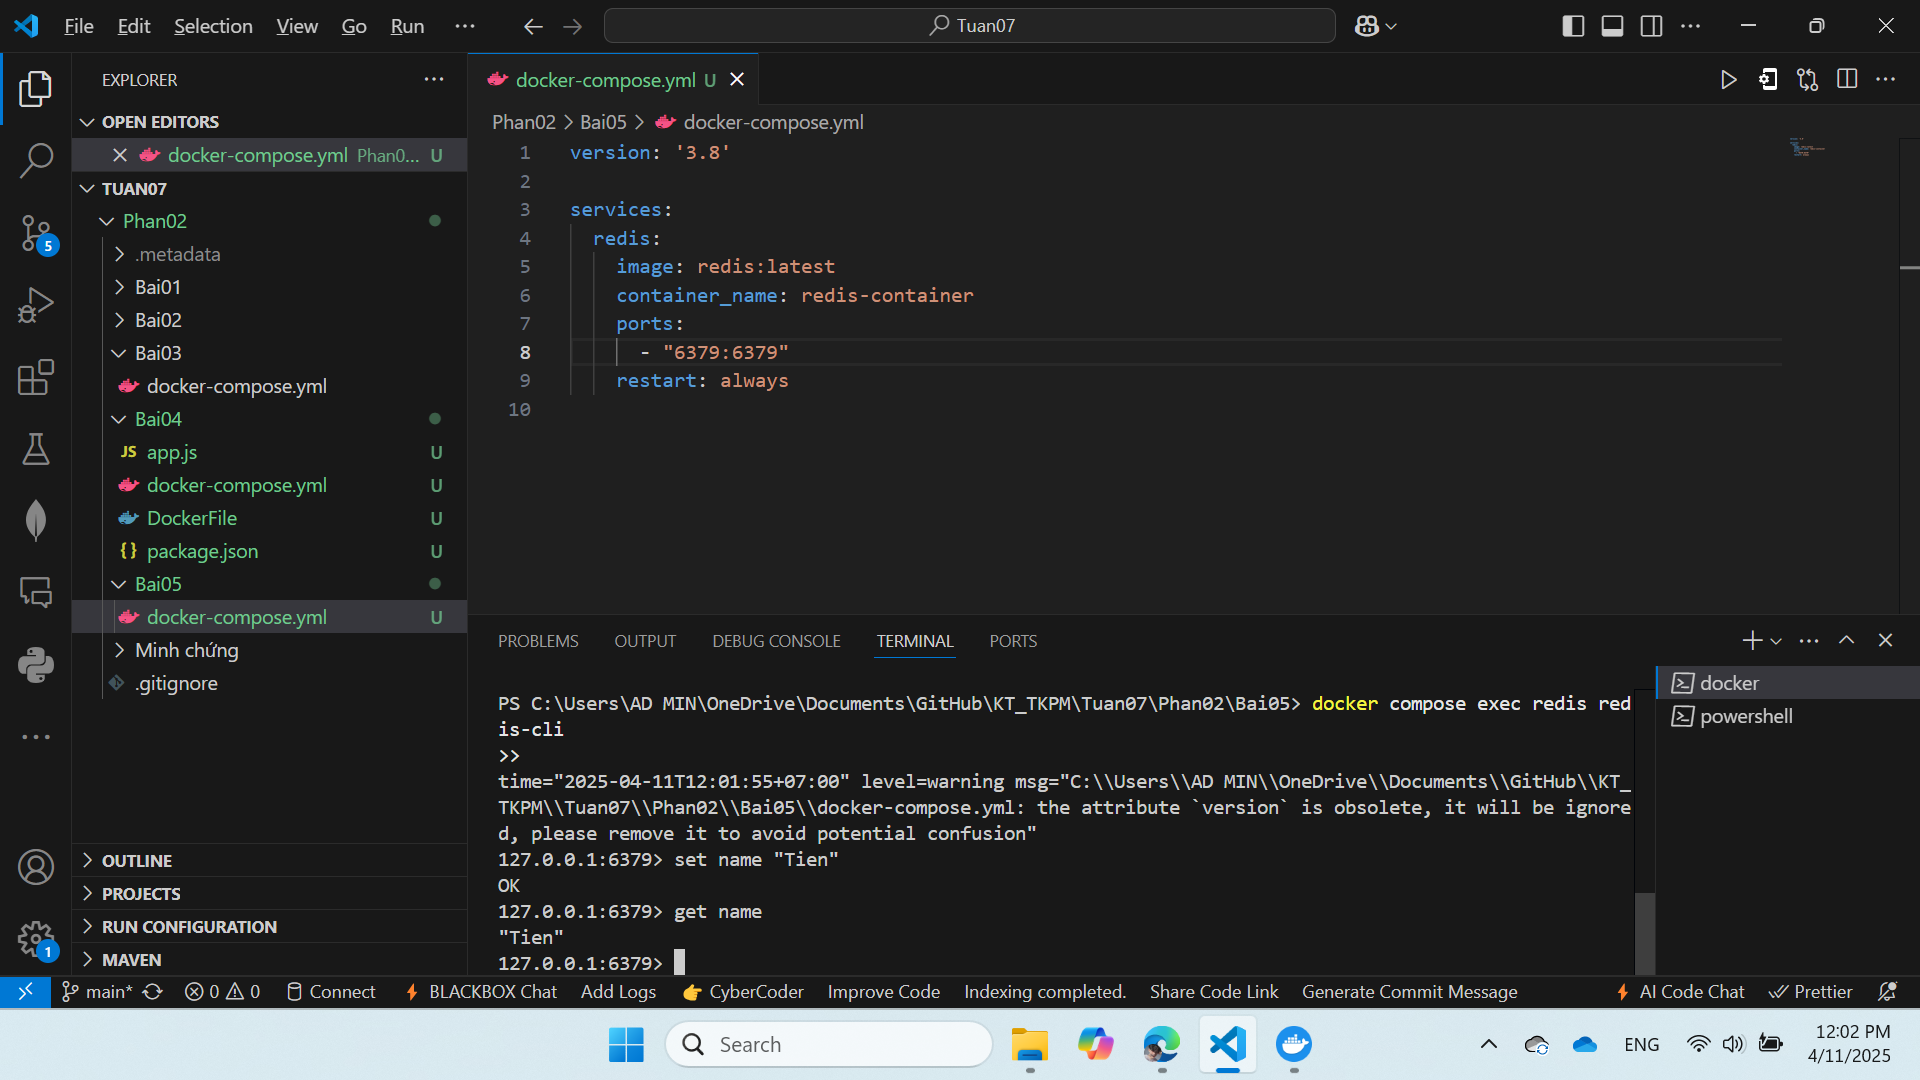 File Edit Selection View Go Run ···
Tuan07
EXPLORER
OPEN EDITORS
docker-compose.yml Phan0... U
TUAN07
Phan02
.metadata
Bai01
Bai02
Bai03
docker-compose.yml
Bai04
JS app.js U
docker-compose.yml U
DockerFile U
{} package.json U
Bai05
docker-compose.yml U
Minh chứng
.gitignore
OUTLINE
PROJECTS
RUN CONFIGURATION
MAVEN
5
1
docker-compose.yml U
Phan02 > Bai05 > docker-compose.yml
1 version: '3.8'
2
3 services:
4 redis:
5 image: redis:latest
6 container_name: redis-container
7 ports:
8 - "6379:6379"
9 restart: always
10
PROBLEMS OUTPUT DEBUG CONSOLE TERMINAL PORTS
PS C:\Users\AD MIN\OneDrive\Documents\GitHub\KT_TKPM\Tuan07\Phan02\Bai05> docker compose exec redis red
is-cli
>>
time="2025-04-11T12:01:55+07:00" level=warning msg="C:\\Users\\AD MIN\\OneDrive\\Documents\\GitHub\\KT_
TKPM\\Tuan07\\Phan02\\Bai05\\docker-compose.yml: the attribute `version` is obsolete, it will be ignore
d, please remove it to avoid potential confusion"
127.0.0.1:6379> set name "Tien"
OK
127.0.0.1:6379> get name
"Tien"
127.0.0.1:6379>
docker
powershell
main* 0 0 Connect BLACKBOX Chat Add Logs CyberCoder Improve Code Indexing completed. Share Code Link Generate Commit Message AI Code Chat Prettier
Search
ENG
12:02 PM
4/11/2025